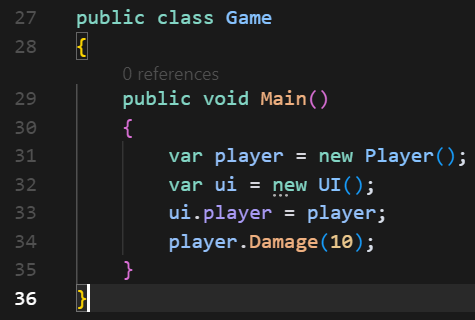 27 public class Game
28 {
0 references
29 public void Main()
30 {
31 var player = new Player();
32 var ui = new UI();
33 ui.player = player;
34 player.Damage(10);
35 }
36 }